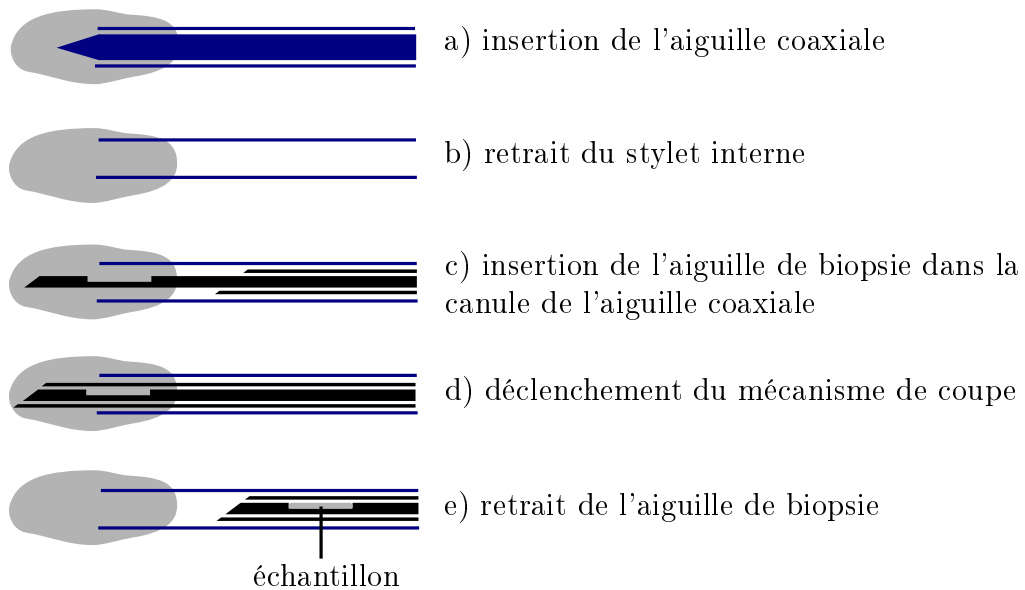 a) insertion de l'aiguille coaxiale
b) retrait du stylet interne
c) insertion de l'aiguille de biopsie dans la
canule de l'aiguille coaxiale
d) déclenchement du mécanisme de coupe
e) retrait de l'aiguille de biopsie
échantillon